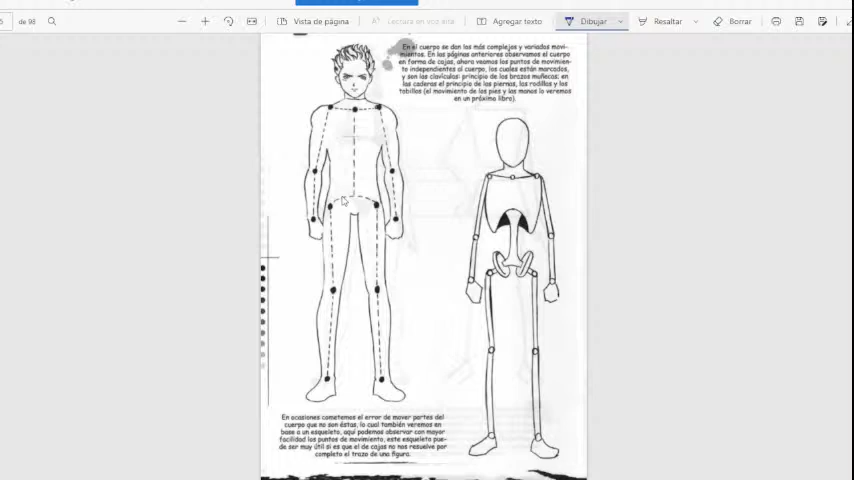 de 98
Vista de página
Lectura en voz alta
Agregar texto
Dibujar
Resaltar
Borrar
En el cuerpo se dan los más complejos y variados movi-
mientos. En las páginas anteriores observamos el cuerpo
en forma de cajas, ahora veamos los puntos de movimien-
to independientes al cuerpo, los cuales están marcados,
y son las clavículas: principio de los brazos muñecas; en
las caderas el principio de las piernas, las rodillas y los
tobillos (el movimiento de los pies y las manos lo veremos
en un próximo libro).
En ocasiones cometemos el error de mover partes del
cuerpo que no son éstas, lo cual también veremos en
base a un esqueleto, aquí podemos observar con mayor
facilidad los puntos de movimiento, este esqueleto pue-
de ser muy útil si es que el de cajas no nos resuelve por
completo el trazo de una figura.